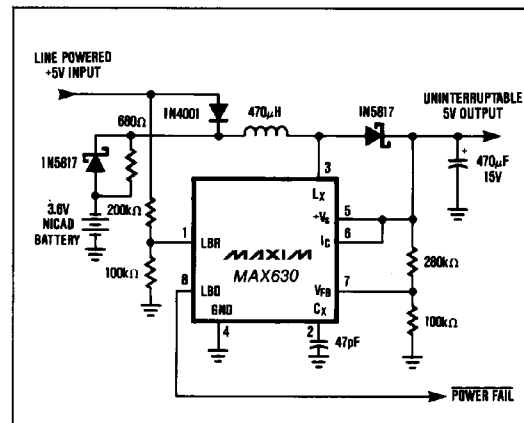 LINE POWERED
+5V INPUT
680Ω
1N4001
470μH
1N5817
UNINTERRUPTABLE
5V OUTPUT
470μF
15V
+
1N5817
3.6V
NICAD
BATTERY
200kΩ
100kΩ
3
LX
+VS
5
IC
6
1
LBR
MAXIM
MAX630
8
LBD
VFB
7
GND
CX
4
2
47pF
280kΩ
100kΩ
POWER FAIL